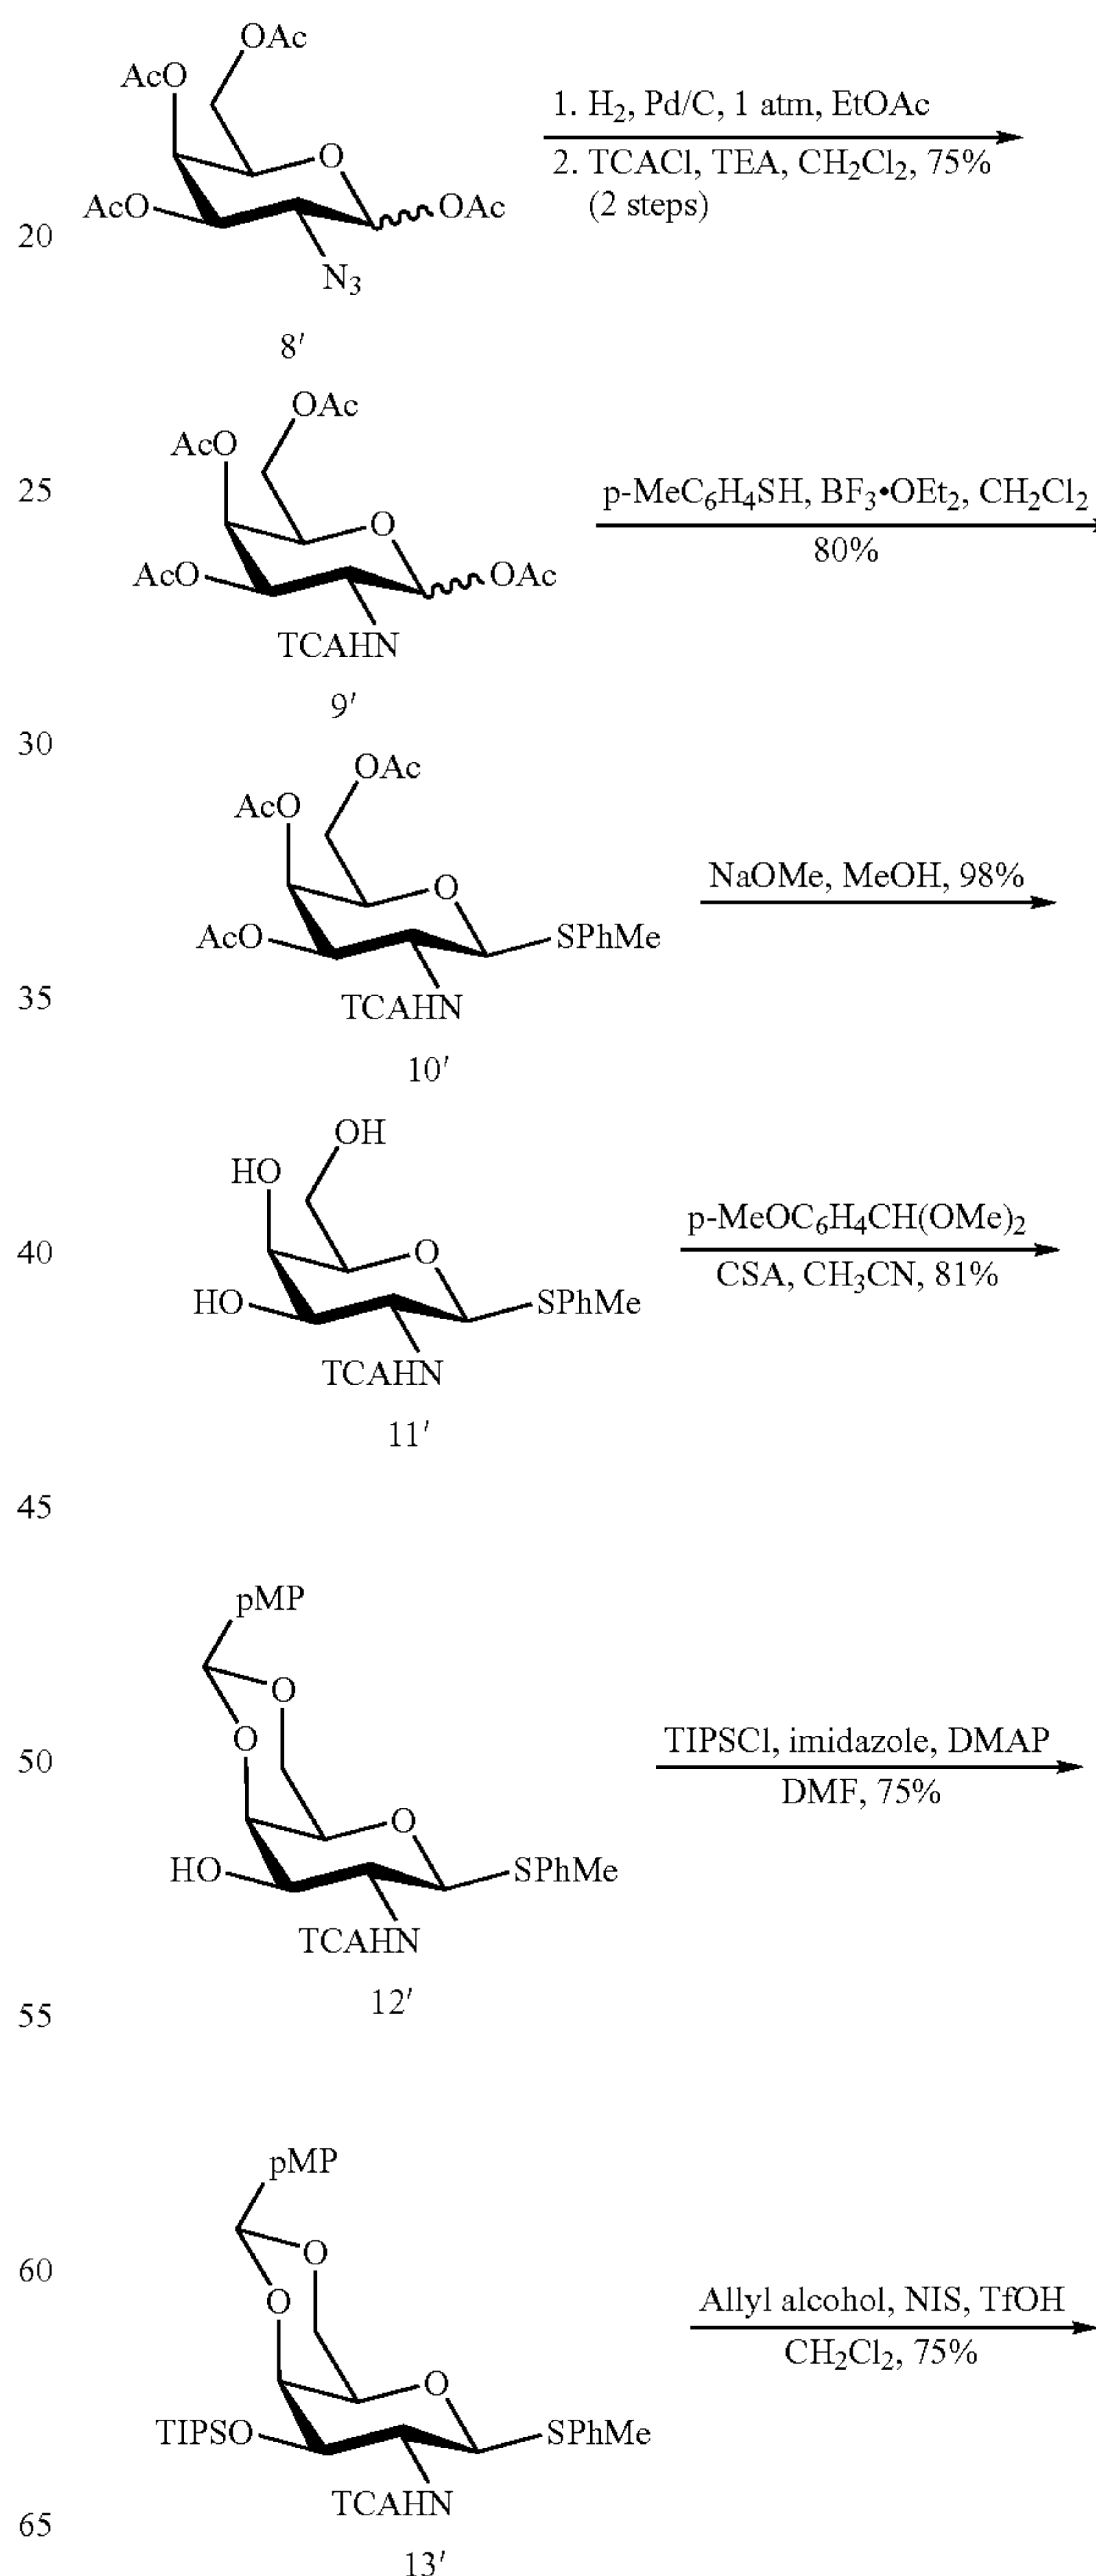 OAc
AcO
1. H₂, Pd/C, 1 atm, EtOAc
O
2. TCACl, TEA, CH₂Cl₂, 75%
(2 steps)
AcO
OAc
20
N₃
8′
OAc
AcO
25
p-MeC₆H₄SH, BF₃•OEt₂, CH₂Cl₂
O
80%
AcO
OAc
TCAHN
9′
30
OAc
AcO
NaOMe, MeOH, 98%
O
AcO
SPhMe
35
TCAHN
10′
OH
HO
p-MeOC₆H₄CH(OMe)₂
40
O
CSA, CH₃CN, 81%
HO
SPhMe
TCAHN
11′
45
pMP
O
O
50
TIPSCl, imidazole, DMAP
DMF, 75%
O
HO
SPhMe
TCAHN
12′
55
pMP
O
60
O
Allyl alcohol, NIS, TfOH
CH₂Cl₂, 75%
O
TIPSO
SPhMe
TCAHN
65
13′